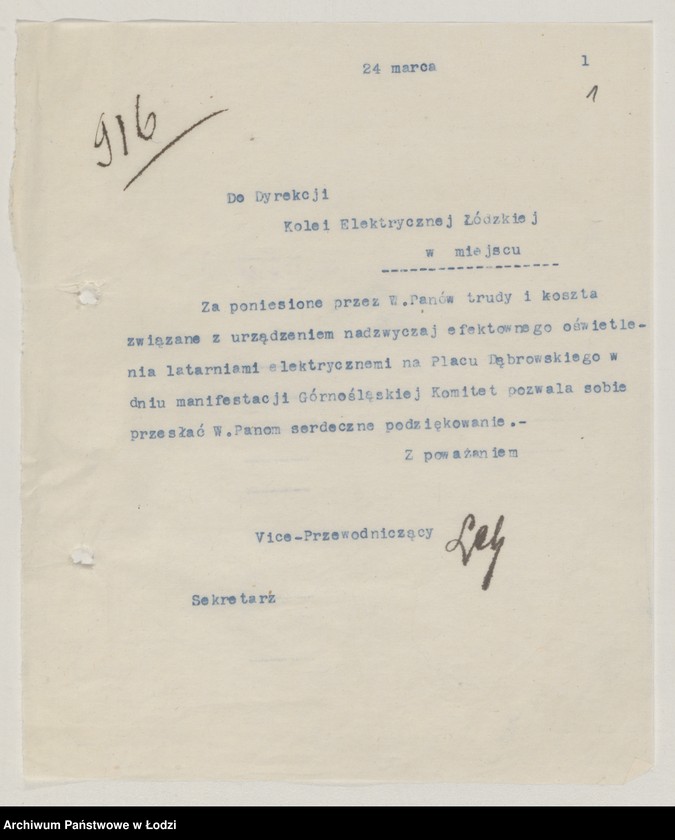 24 marca 1
1
916
Do Dyrekcji
Kolei Elektrycznej Łódzkiej
w miejscu
Za poniesione przez W.Panów trudy i koszta
związane z urządzeniem nadzwyczaj efektownego oświetle-
nia latarniami elektrycznemi na Placu Dąbrowskiego w
dniu manifestacji Górnośląskiej Komitet pozwala sobie
przesłać W.Panom serdeczne podziękowanie.-
Z poważaniem
Vice-Przewodniczący
Sekretarź
Archiwum Państwowe w Łodzi